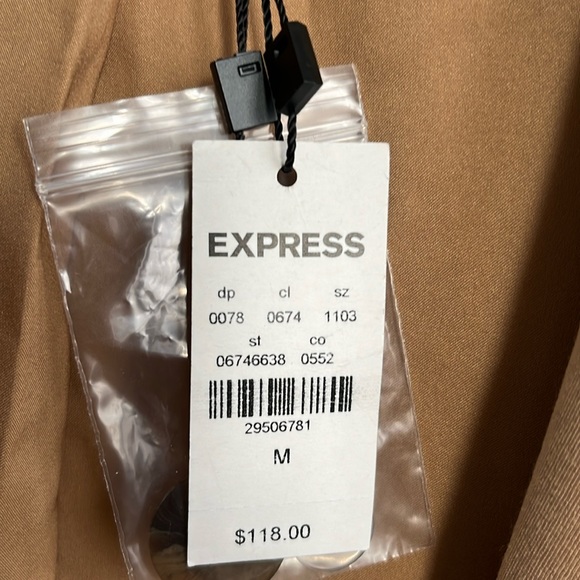 EXPRESS
dp cl sz
0078 0674 1103
st co
06746638 0552
29506781
M
$118.00